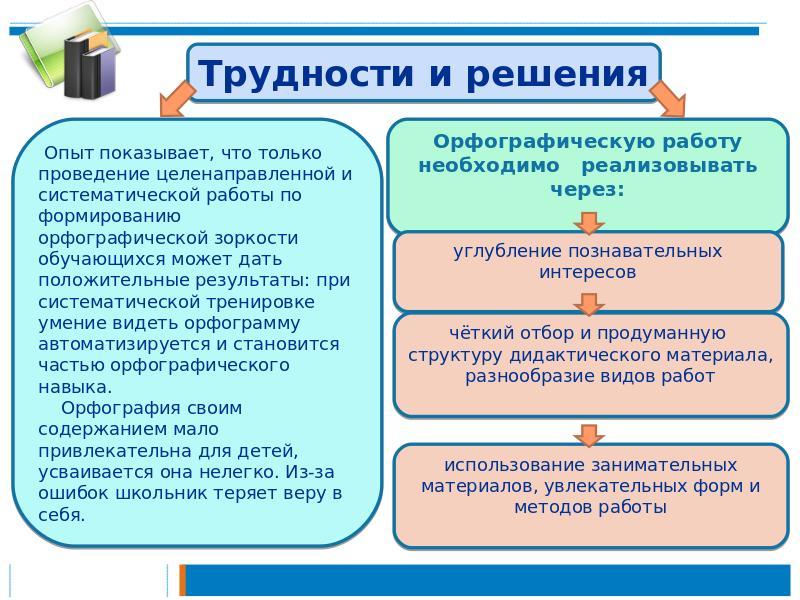 Трудности и решения
Опыт показывает, что только
проведение целенаправленной и
систематической работы по
формированию
орфографической зоркости
обучающихся может дать
положительные результаты: при
систематической тренировке
умение видеть орфограмму
автоматизируется и становится
частью орфографического
навыка.
Орфография своим
содержанием мало
привлекательна для детей,
усваивается она нелегко. Из-за
ошибок школьник теряет веру в
себя.
Орфографическую работу
необходимо реализовывать
через:
углубление познавательных
интересов
чёткий отбор и продуманную
структуру дидактического материала,
разнообразие видов работ
использование занимательных
материалов, увлекательных форм и
методов работы